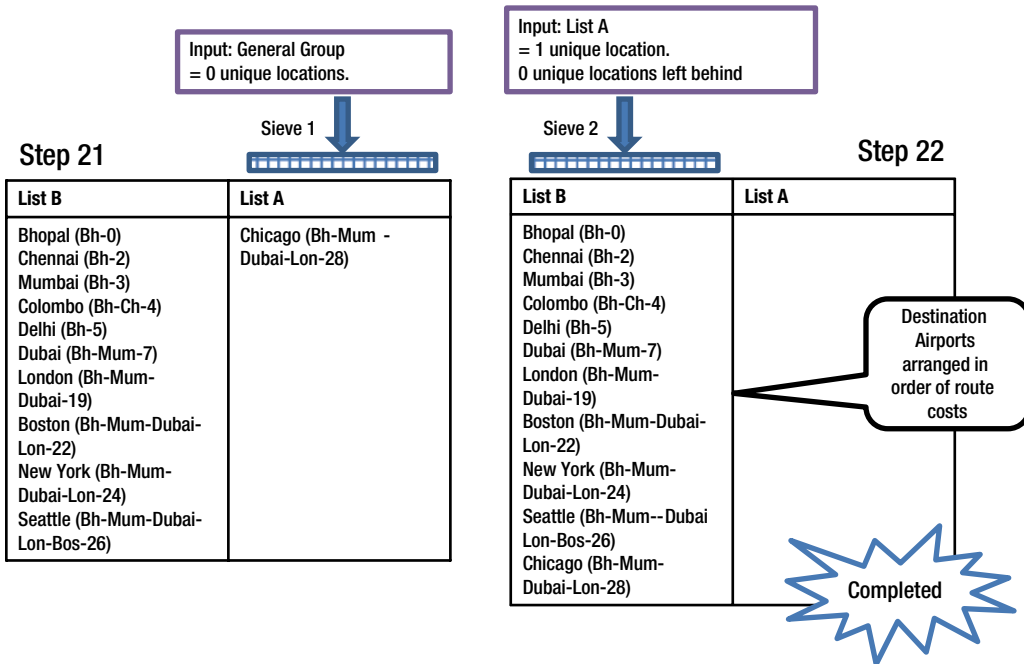 Input: General Group
= 0 unique locations.
Input: List A
= 1 unique location.
0 unique locations left behind
Sieve 1
Sieve 2
Step 21
Step 22
List B
List A
Bhopal (Bh-0)
Chennai (Bh-2)
Mumbai (Bh-3)
Colombo (Bh-Ch-4)
Delhi (Bh-5)
Dubai (Bh-Mum-7)
London (Bh-Mum-
Dubai-19)
Boston (Bh-Mum-Dubai-
Lon-22)
New York (Bh-Mum-
Dubai-Lon-24)
Seattle (Bh-Mum-Dubai-
Lon-Bos-26)
Chicago (Bh-Mum -
Dubai-Lon-28)
List B
List A
Bhopal (Bh-0)
Chennai (Bh-2)
Mumbai (Bh-3)
Colombo (Bh-Ch-4)
Delhi (Bh-5)
Dubai (Bh-Mum-7)
London (Bh-Mum-
Dubai-19)
Boston (Bh-Mum-Dubai-
Lon-22)
New York (Bh-Mum-
Dubai-Lon-24)
Seattle (Bh-Mum--Dubai
Lon-Bos-26)
Chicago (Bh-Mum-
Dubai-Lon-28)
Destination
Airports
arranged in
order of route
costs
Completed